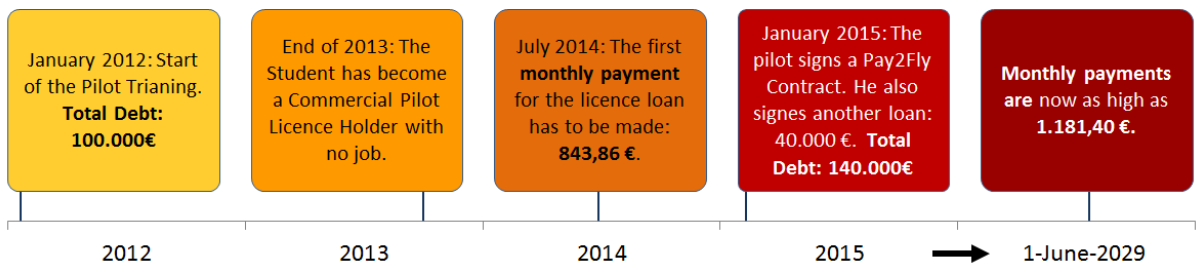 January 2012: Start
of the Pilot Trianing.
Total Debt:
100.000€
End of 2013: The
Student has become
a Commercial Pilot
Licence Holder with
no job.
July 2014: The first
monthly payment
for the licence loan
has to be made:
843,86 €.
January 2015: The
pilot signs a Pay2Fly
Contract. He also
signes another loan:
40.000 €. Total
Debt: 140.000€
Monthly payments
are now as high as
1.181,40 €.
2012
2013
2014
2015
1-June-2029